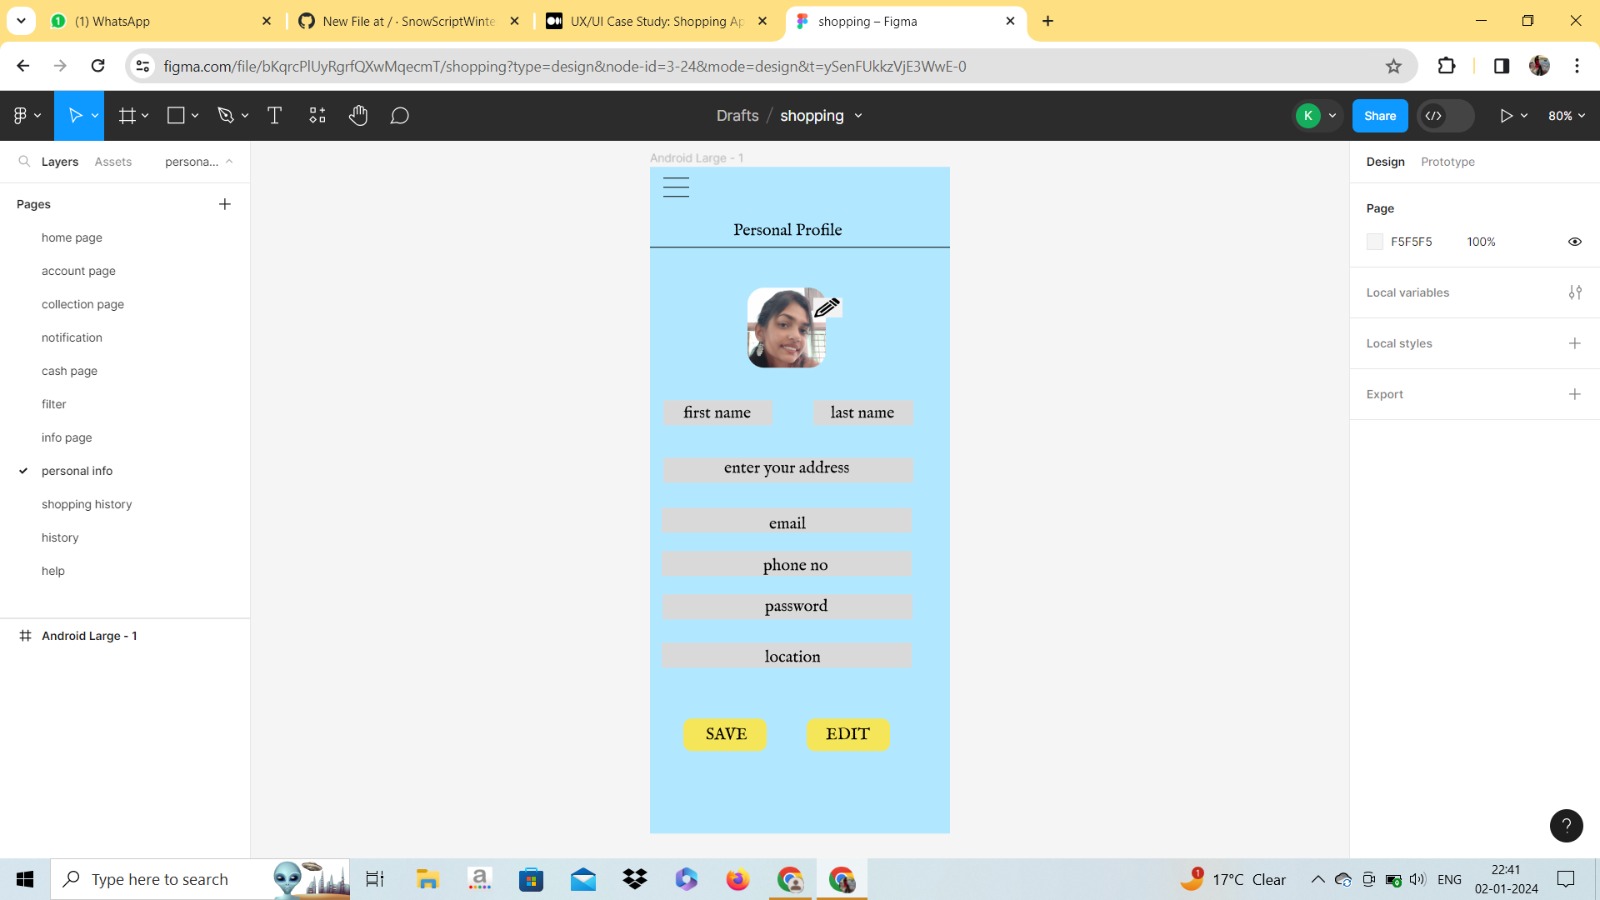 (1) WhatsApp
New File at / · SnowScriptWinte
UX/UI Case Study: Shopping Ap
shopping – Figma
figma.com/file/bKqrcPlUyRgrfQXwMqecmT/shopping?type=design&node-id=3-24&mode=design&t=ySenFUkkzVjE3WwE-0
Drafts / shopping
K
Share
80%
Layers Assets persona...
Pages
home page
account page
collection page
notification
cash page
filter
info page
personal info
shopping history
history
help
Android Large - 1
Android Large - 1
Personal Profile
first name last name
enter your address
email
phone no
password
location
SAVE EDIT
Design Prototype
Page
F5F5F5 100%
Local variables
Local styles
Export
?
Type here to search
a
1
17°C Clear
ENG
22:41
02-01-2024